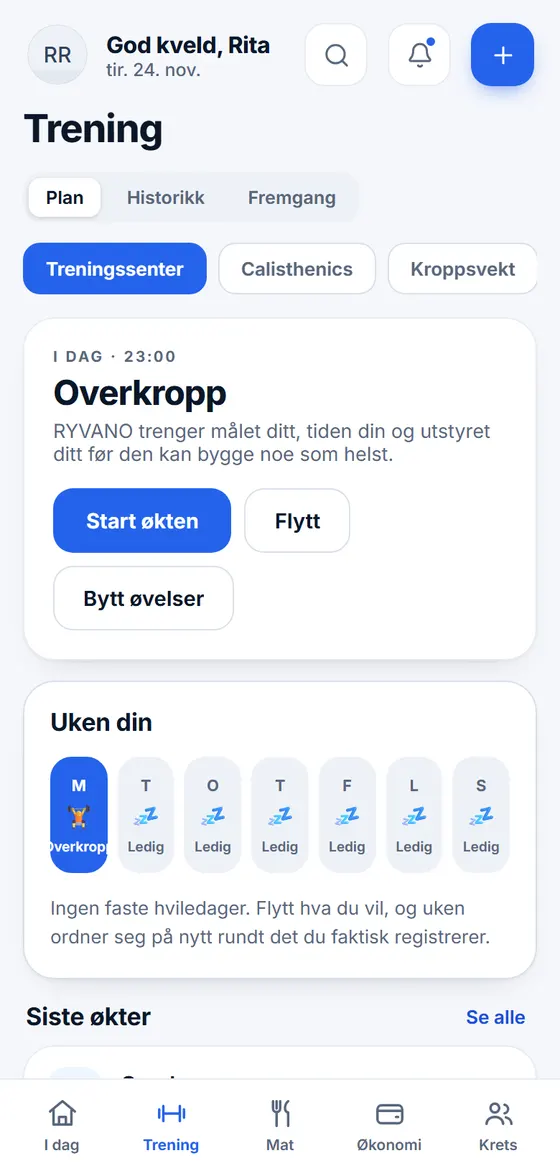 RR
God kveld, Rita
tir. 24. nov.
Trening
Plan
Historikk
Fremgang
Treningssenter
Calisthenics
Kroppsvekt
I DAG · 23:00
Overkropp
RYVANO trenger målet ditt, tiden din og utstyret
ditt før den kan bygge noe som helst.
Start økten
Flytt
Bytt øvelser
Uken din
M
T
O
T
F
L
S
Overkropp
Ledig
Ledig
Ledig
Ledig
Ledig
Ledig
Ingen faste hviledager. Flytt hva du vil, og uken
ordner seg på nytt rundt det du faktisk registrerer.
Siste økter
Se alle
I dag
Trening
Mat
Økonomi
Krets